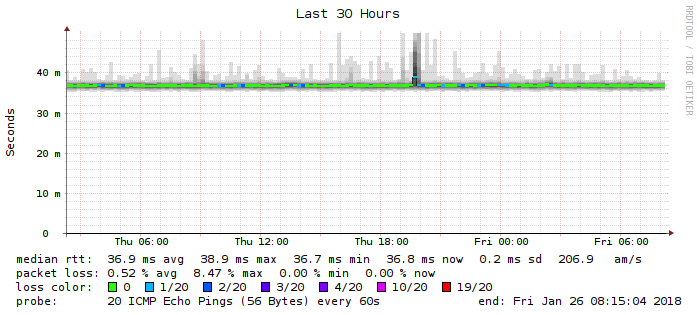 Last 30 Hours
RRDTOOL / TOBI OETIKER
Seconds
40 m
30 m
20 m
10 m
0
Thu 06:00 Thu 12:00 Thu 18:00 Fri 00:00 Fri 06:00
median rtt: 36.9 ms avg 38.9 ms max 36.7 ms min 36.8 ms now 0.2 ms sd 206.9 am/s
packet loss: 0.52 % avg 8.47 % max 0.00 % min 0.00 % now
loss color: 0 1/20 2/20 3/20 4/20 10/20 19/20
probe: 20 ICMP Echo Pings (56 Bytes) every 60s end: Fri Jan 26 08:15:04 2018